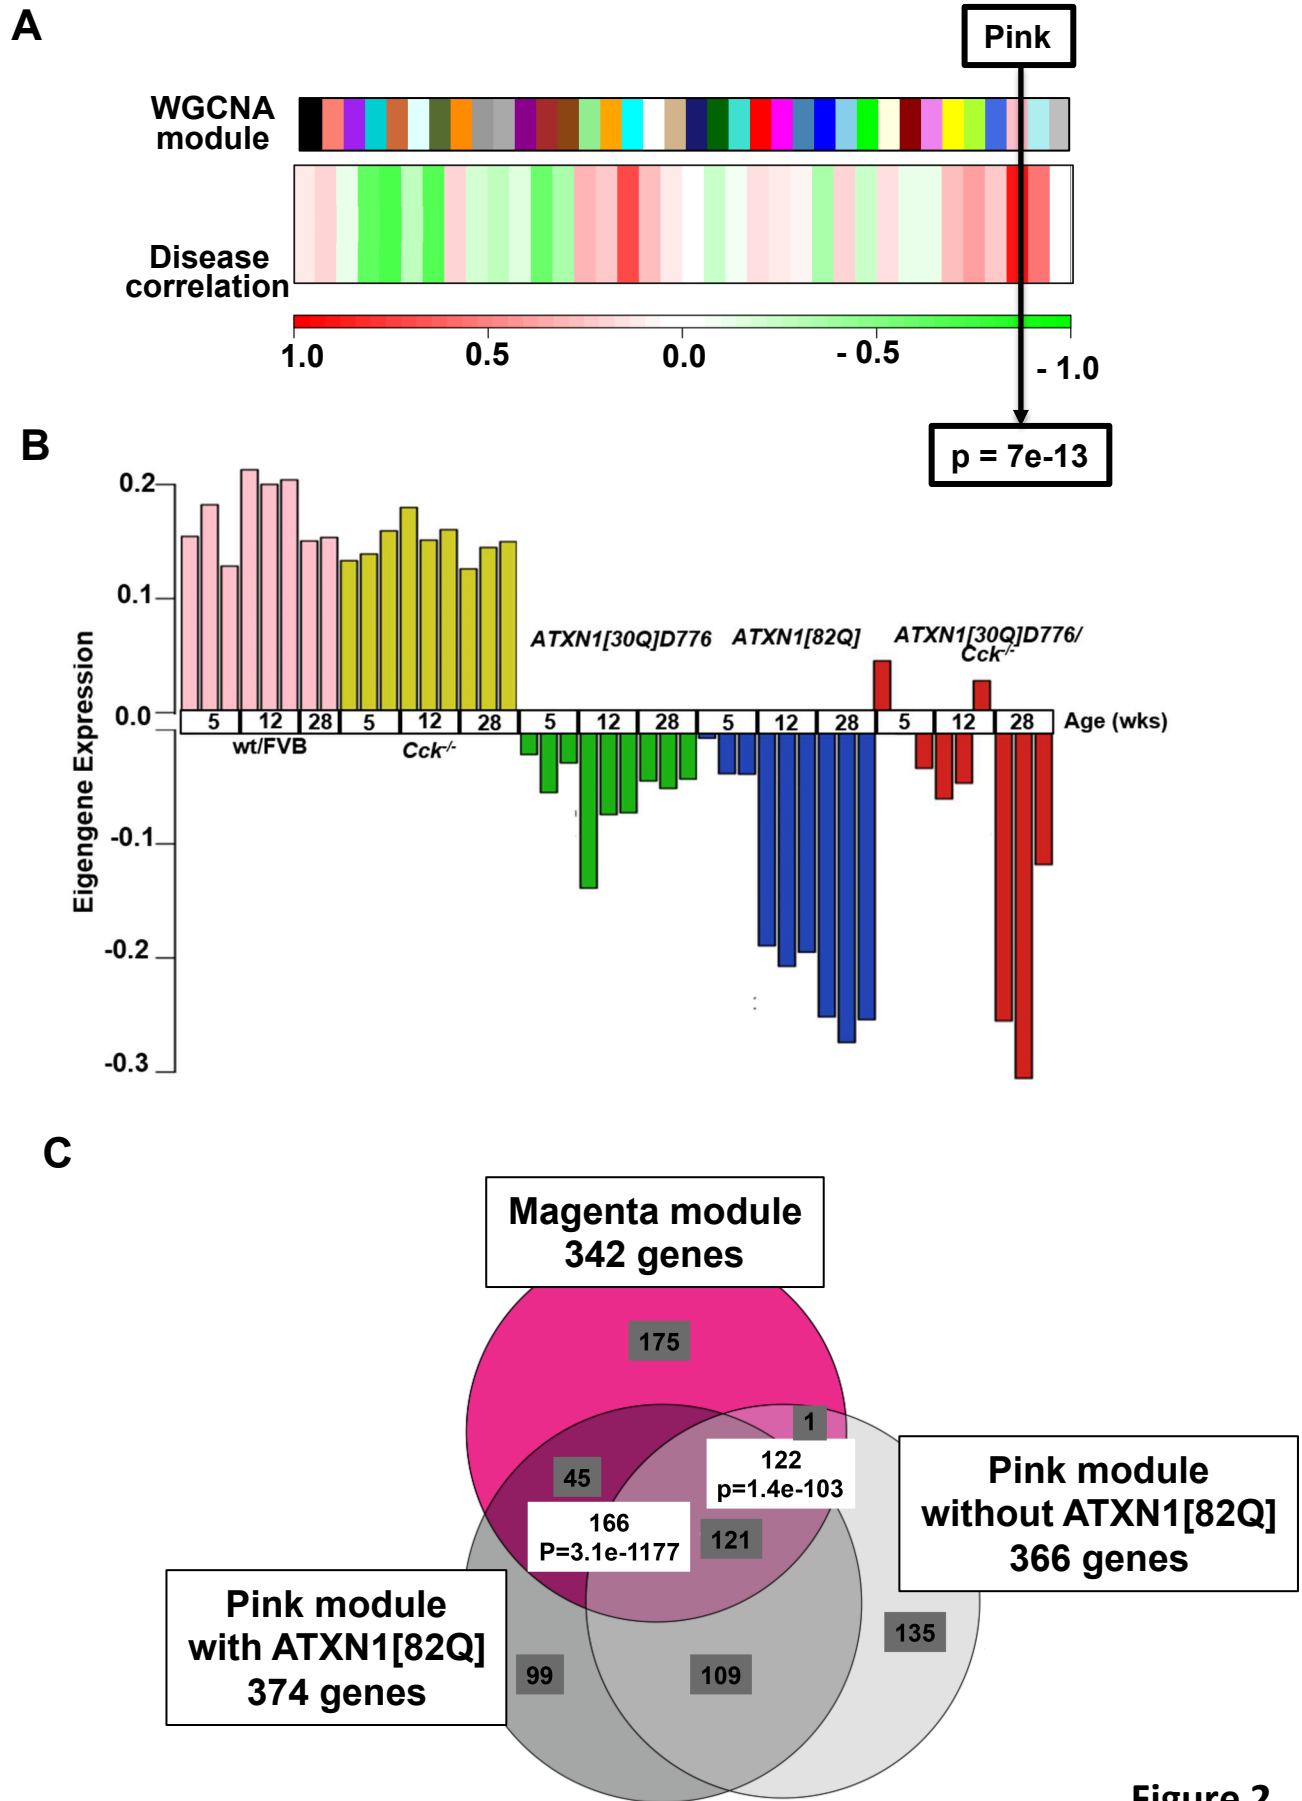 A
Pink
WGCNA
module
Disease
correlation
1.0
0.5
0.0
- 0.5
- 1.0
p = 7e-13
B
Eigengene Expression
0.2
0.1
0.0
-0.1
-0.2
-0.3
ATXN1[30Q]D776
ATXN1[82Q]
ATXN1[30Q]D776/
Cck-/-
5 12 28 5 12 28 5 12 28 5 12 28 5 12 28
Age (wks)
wt/FVB
Cck-/-
C
Magenta module
342 genes
175
1
122
p=1.4e-103
45
166
P=3.1e-1177
121
Pink module
without ATXN1[82Q]
366 genes
Pink module
with ATXN1[82Q]
374 genes
135
99
109
Figure 2